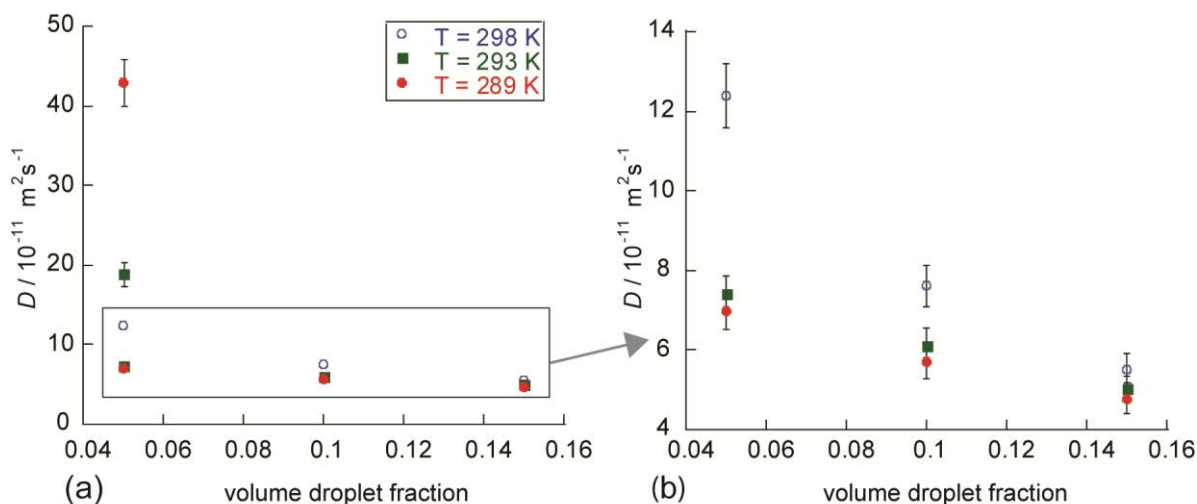 50
40
30
20
10
0
0.04 0.06 0.08 0.1 0.12 0.14 0.16
D / 10⁻¹¹ m²s⁻¹
T = 298 K
T = 293 K
T = 289 K
(a) volume droplet fraction
14
12
10
8
6
4
0.04 0.06 0.08 0.1 0.12 0.14 0.16
D / 10⁻¹¹ m²s⁻¹
(b) volume droplet fraction